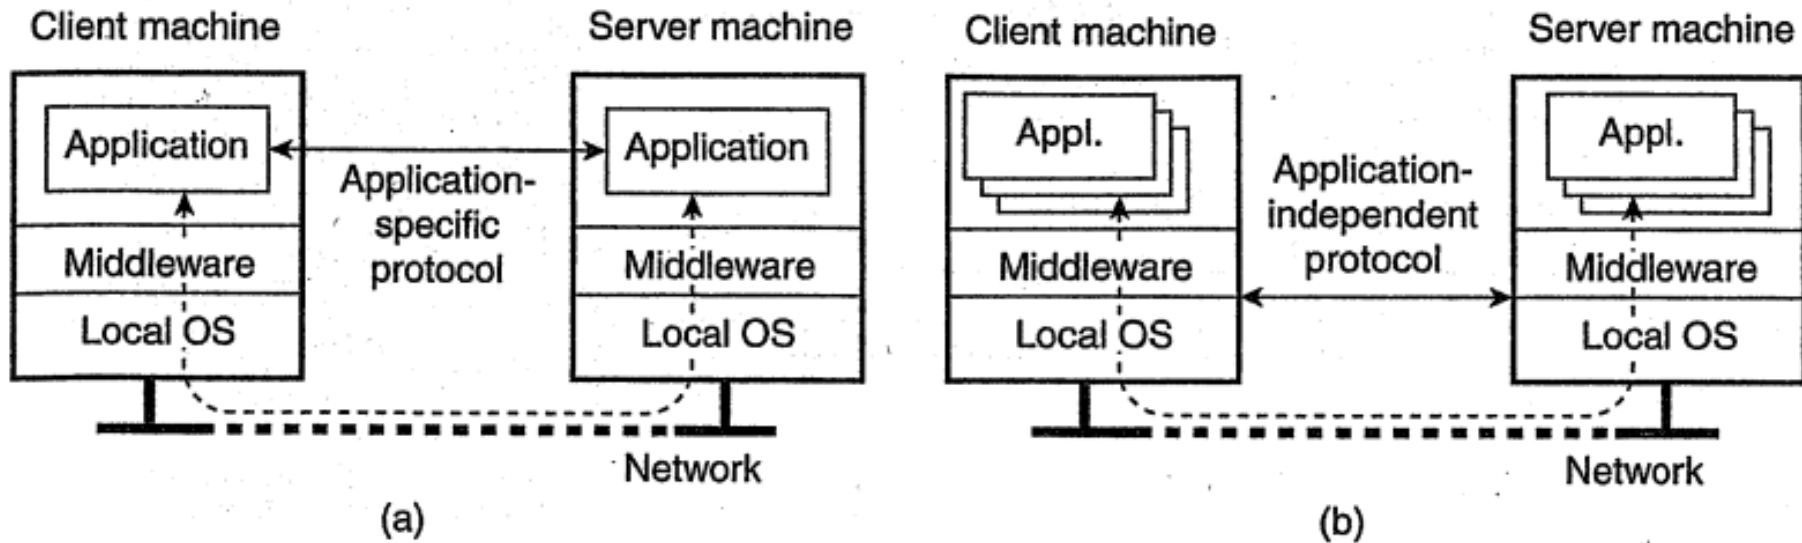 Client machine
Server machine
Application
Application
Application-
specific
protocol
Middleware
Middleware
Local OS
Local OS
Network
(a)
Client machine
Server machine
Appl.
Appl.
Application-
independent
protocol
Middleware
Middleware
Local OS
Local OS
Network
(b)